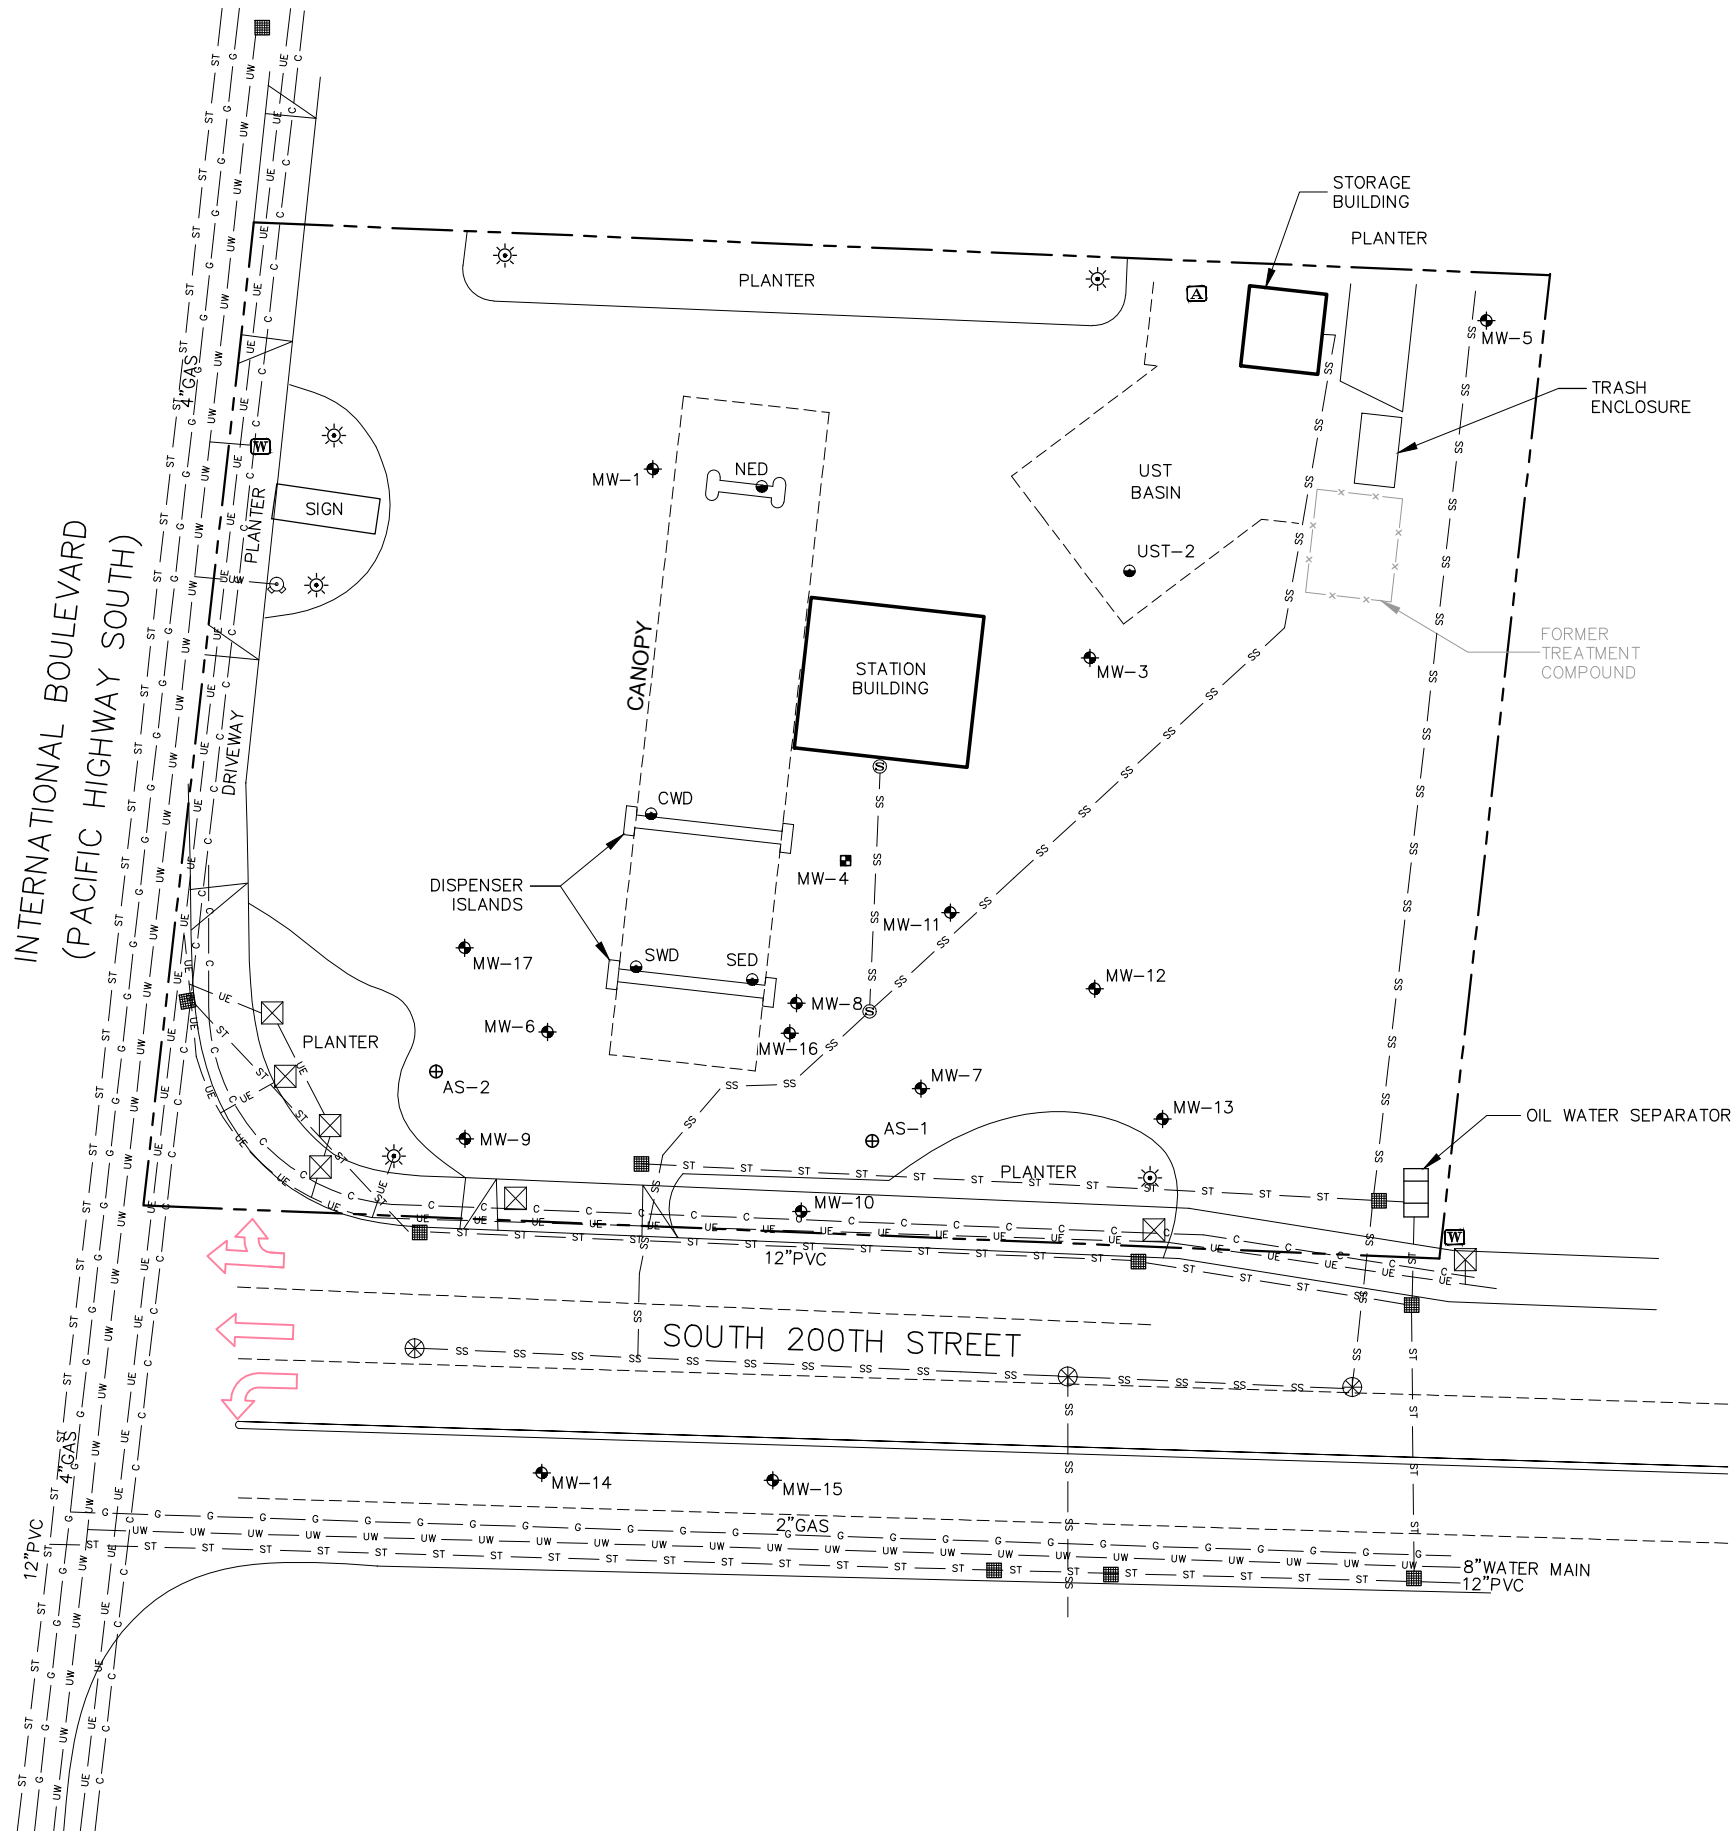 STORAGE
BUILDING
PLANTER
PLANTER
A
MW-5
4"GAS
TRASH
ENCLOSURE
W
PLANTER
SIGN
MW-1
NED
UST
BASIN
UST-2
INTERNATIONAL BOULEVARD
(PACIFIC HIGHWAY SOUTH)
CANOPY
STATION
BUILDING
MW-3
FORMER
TREATMENT
COMPOUND
DRIVEWAY
S
CWD
MW-4
DISPENSER
ISLANDS
MW-11
MW-17
SWD
SED
MW-12
MW-8
S
MW-6
MW-16
PLANTER
AS-2
MW-7
MW-13
OIL WATER SEPARATOR
MW-9
AS-1
PLANTER
MW-10
W
12"PVC
SOUTH 200TH STREET
4"GAS
MW-14
MW-15
2"GAS
12"PVC
8"WATER MAIN
12"PVC
ST
G
UW
UE
C
SS